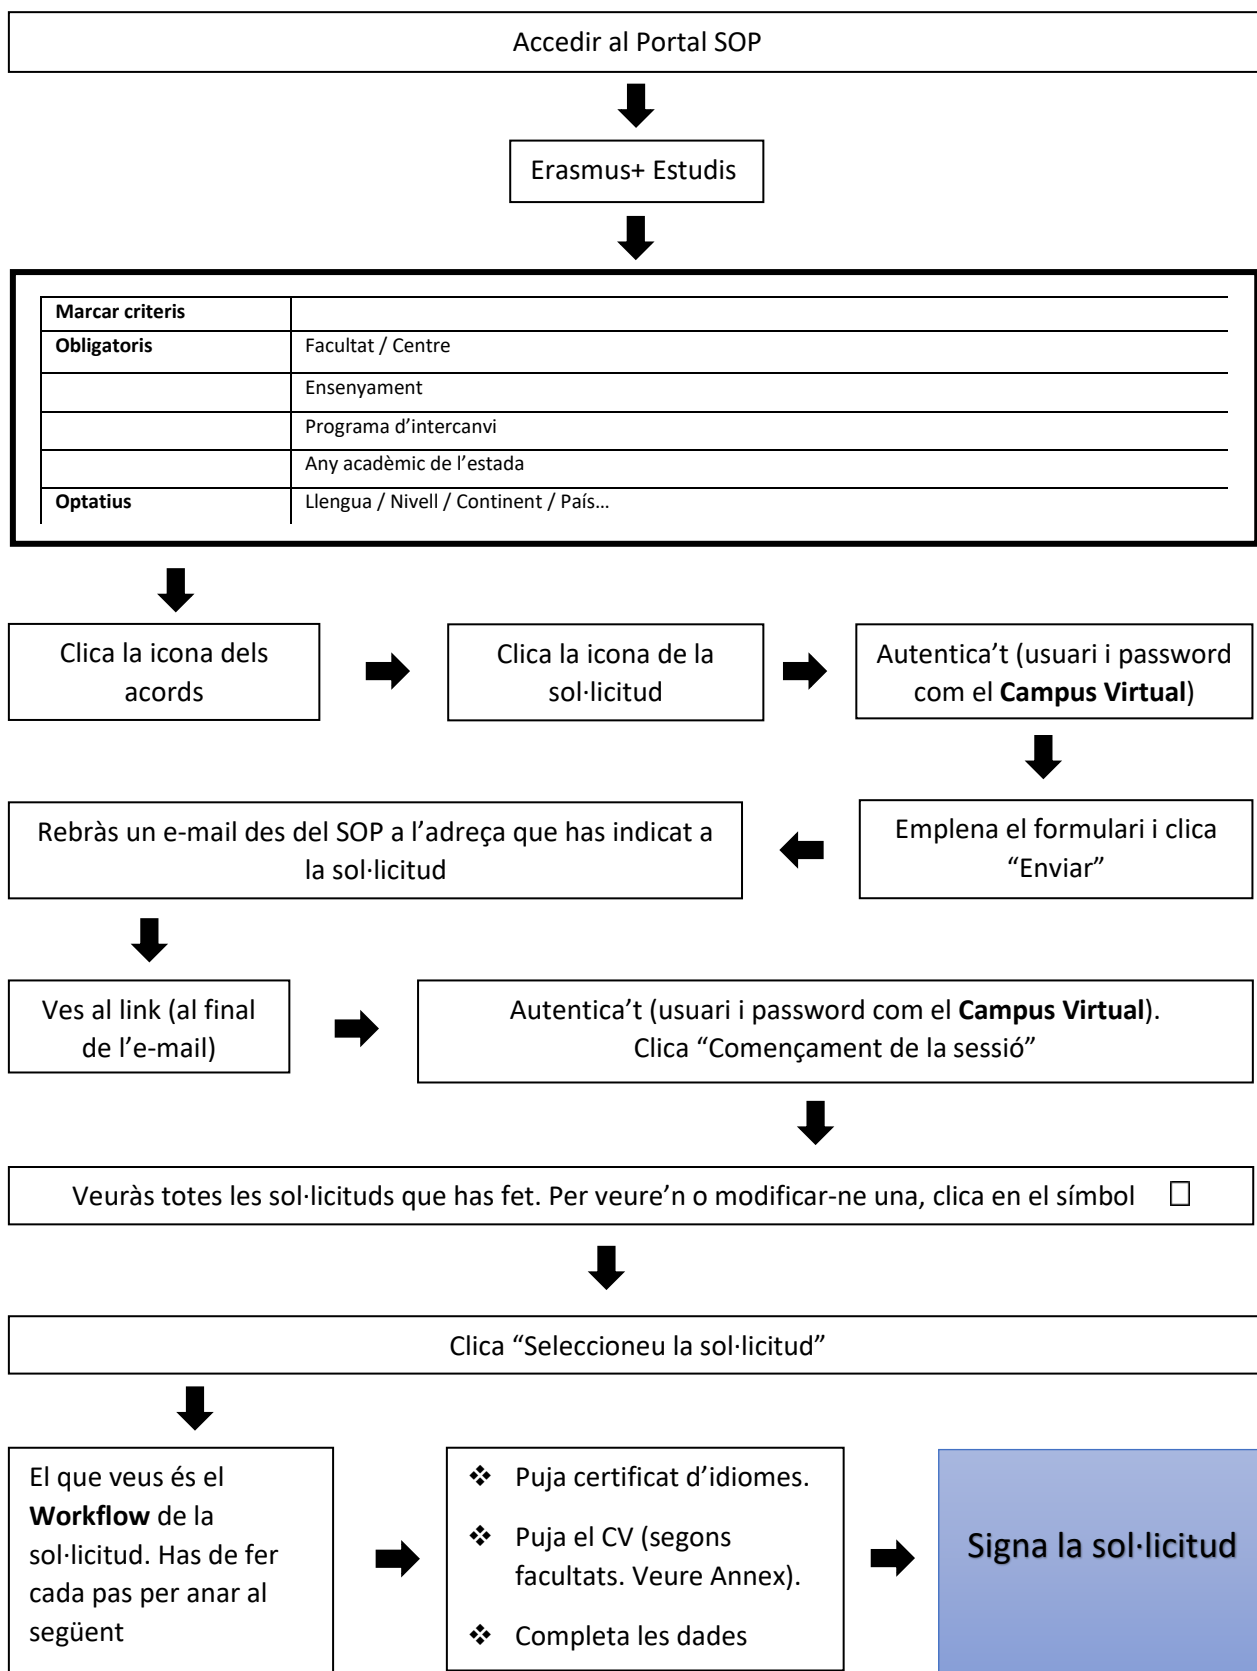 Accedir al Portal SOP
Erasmus+ Estudis
Marcar criteris
Obligatoris
Facultat / Centre
Ensenyament
Programa d’intercanvi
Any acadèmic de l’estada
Optatius
Llengua / Nivell / Continent / País...
Clica la icona dels
acords
Clica la icona de la
sol·licitud
Autentica’t (usuari i password
com el Campus Virtual)
Emplena el formulari i clica
“Enviar”
Rebràs un e-mail des del SOP a l’adreça que has indicat a
la sol·licitud
Ves al link (al final
de l’e-mail)
Autentica’t (usuari i password com el Campus Virtual).
Clica “Començament de la sessió”
Veuràs totes les sol·licituds que has fet. Per veure’n o modificar-ne una, clica en el símbol □
Clica “Seleccioneu la sol·licitud”
El que veus és el
Workflow de la
sol·licitud. Has de fer
cada pas per anar al
següent
❖ Puja certificat d’idiomes.
❖ Puja el CV (segons
facultats. Veure Annex).
❖ Completa les dades
Signa la sol·licitud